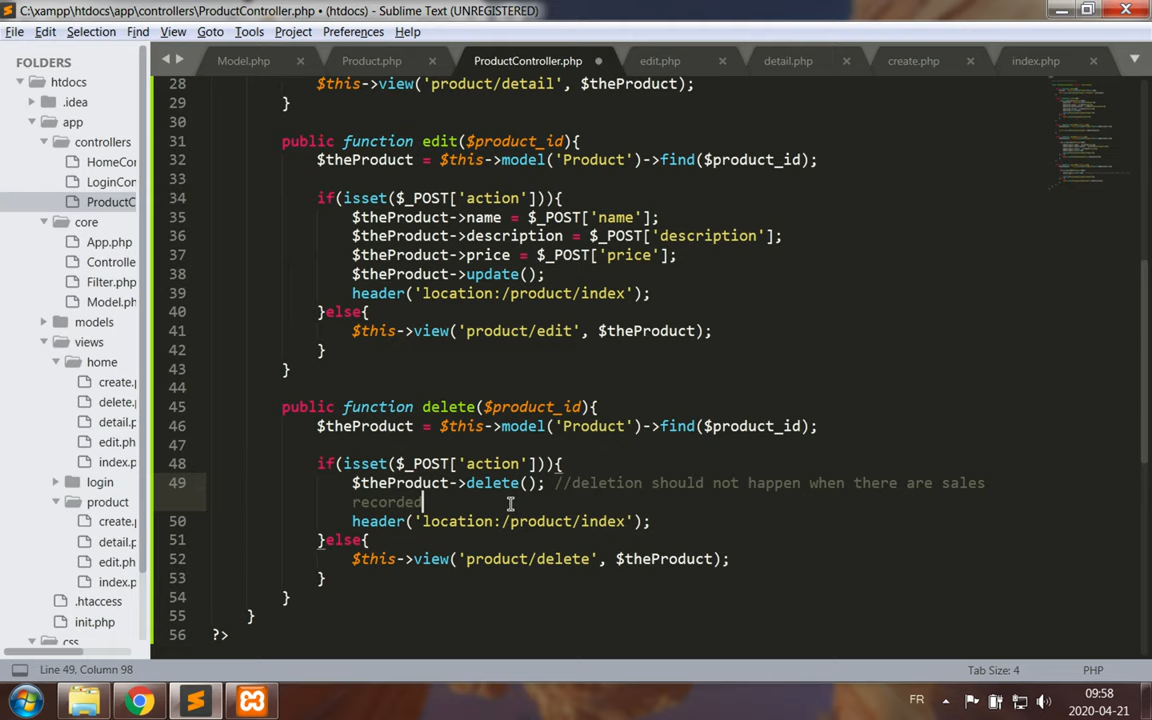 C:\xampp\htdocs\app\controllers\ProductController.php • (htdocs) - Sublime Text (UNREGISTERED)
File Edit Selection Find View Goto Tools Project Preferences Help
FOLDERS
htdocs
.idea
app
controllers
HomeCon
LoginCon
ProductC
core
App.php
Controlle
Filter.php
Model.ph
models
views
home
create.p
delete.p
detail.p
edit.ph
index.p
login
product
create.p
detail.p
edit.ph
index.p
.htaccess
init.php
css
Model.php Product.php ProductController.php edit.php detail.php create.php index.php
28 $this->view('product/detail', $theProduct);
29 }
30
31 public function edit($product_id){
32 $theProduct = $this->model('Product')->find($product_id);
33
34 if(isset($_POST['action'])){
35 $theProduct->name = $_POST['name'];
36 $theProduct->description = $_POST['description'];
37 $theProduct->price = $_POST['price'];
38 $theProduct->update();
39 header('location:/product/index');
40 }else{
41 $this->view('product/edit', $theProduct);
42 }
43 }
44
45 public function delete($product_id){
46 $theProduct = $this->model('Product')->find($product_id);
47
48 if(isset($_POST['action'])){
49 $theProduct->delete(); //deletion should not happen when there are sales
recorded
50 header('location:/product/index');
51 }else{
52 $this->view('product/delete', $theProduct);
53 }
54 }
55 }
56 ?>
Line 49, Column 98
Tab Size: 4
PHP
FR
09:58
2020-04-21